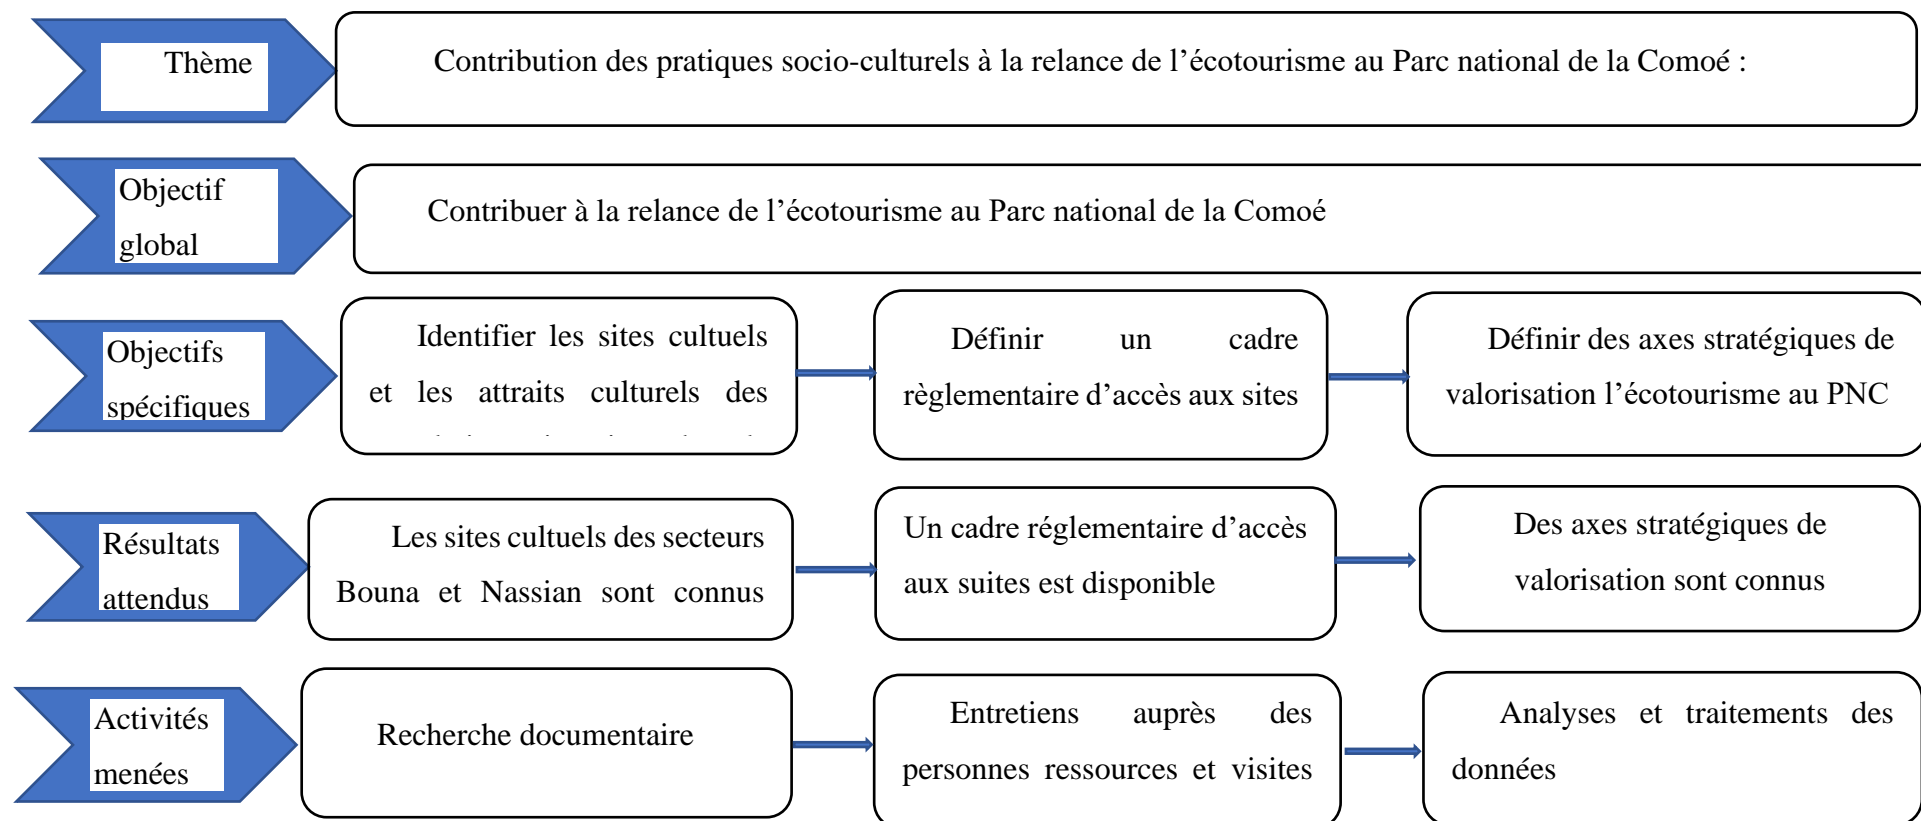 Thème
Contribution des pratiques socio-culturels à la relance de l’écotourisme au Parc national de la Comoé :
Objectif
global
Contribuer à la relance de l’écotourisme au Parc national de la Comoé
Objectifs
spécifiques
Identifier les sites cultuels
et les attraits culturels des
Définir un cadre
règlementaire d’accès aux sites
Définir des axes stratégiques de
valorisation l’écotourisme au PNC
Résultats
attendus
Les sites cultuels des secteurs
Bouna et Nassian sont connus
Un cadre réglementaire d’accès
aux suites est disponible
Des axes stratégiques de
valorisation sont connus
Activités
menées
Recherche documentaire
Entretiens auprès des
personnes ressources et visites
Analyses et traitements des
données